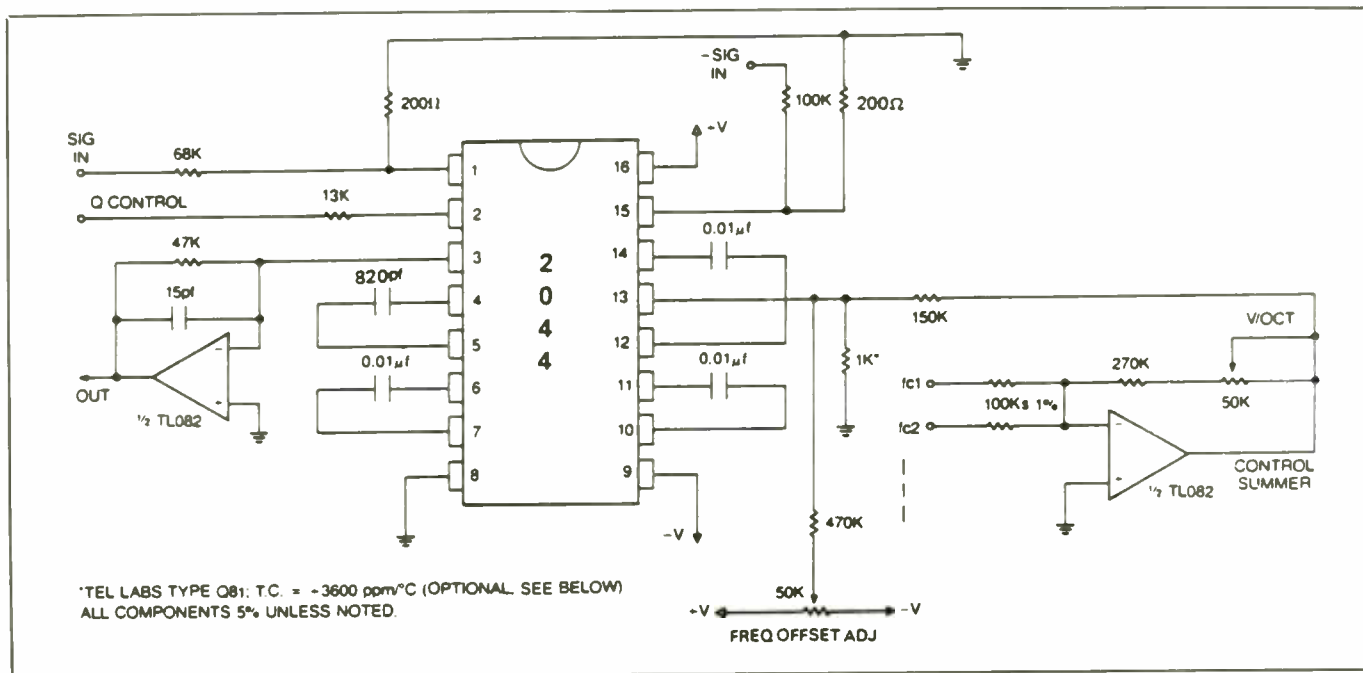 - SIG
IN
200Ω
100K
200Ω
+V
SIG
IN
68K
1
16
13K
Q CONTROL
2
15
47K
0.01µf
3
14
2
0
4
4
820pf
15pf
4
13
150K
V/OCT
5
12
1K*
0.01µf
0.01µf
270K
6
11
fc1
100Ks 1%
50K
OUT
7
10
fc2
½ TL082
8
9
½ TL082
CONTROL
SUMMER
-V
470K
*TEL LABS TYPE Q81; T.C. = +3600 ppm/°C (OPTIONAL. SEE BELOW)
ALL COMPONENTS 5% UNLESS NOTED.
50K
+V
-V
FREQ OFFSET ADJ